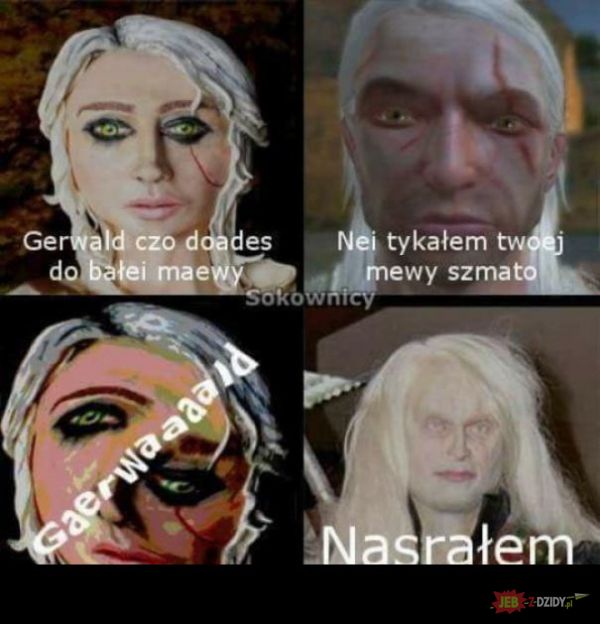 Gerwald czo doades
do bałei maewy
Nei tykałem twoej
mewy szmato
Sokownicy
Gaerwaaaald
Nasrałem
JEB-Z-DZIDY.pl